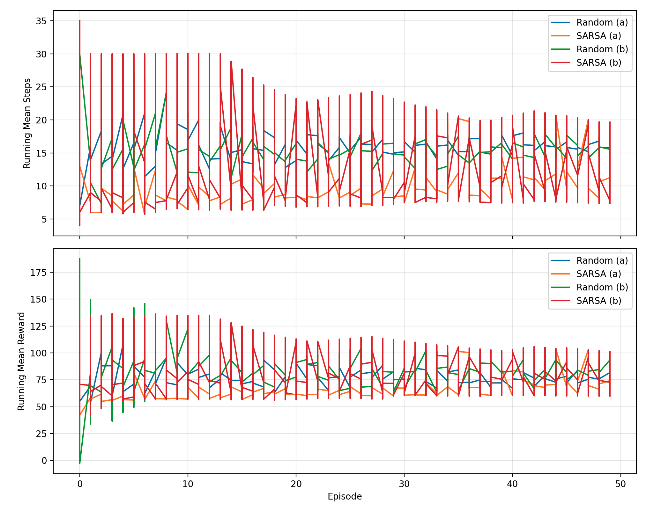 35
30
25
20
15
10
5
Running Mean Steps
Random (a)
SARSA (a)
Random (b)
SARSA (b)
175
150
125
100
75
50
25
0
Running Mean Reward
Random (a)
SARSA (a)
Random (b)
SARSA (b)
0
10
20
30
40
50
Episode